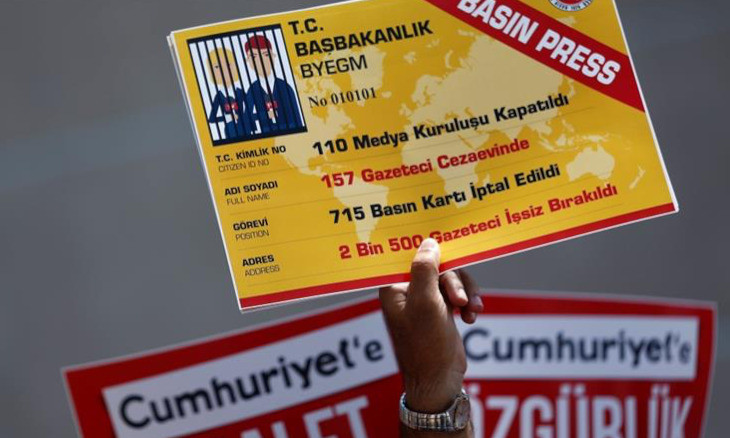 T.C.
BAŞBAKANLIK
BYEGM
No 010101
BASIN PRESS
T.C. KİMLİK NO
CITIZEN ID NO
110 Medya Kuruluşu Kapatıldı
ADI SOYADI
FULL NAME
157 Gazeteci Cezaevinde
GÖREVİ
POSITION
715 Basın Kartı İptal Edildi
ADRES
ADDRESS
2 Bin 500 Gazeteci İşsiz Bırakıldı
Cumhuriyet'e
Cumhuriyet'e
ÖZGÜRLÜK